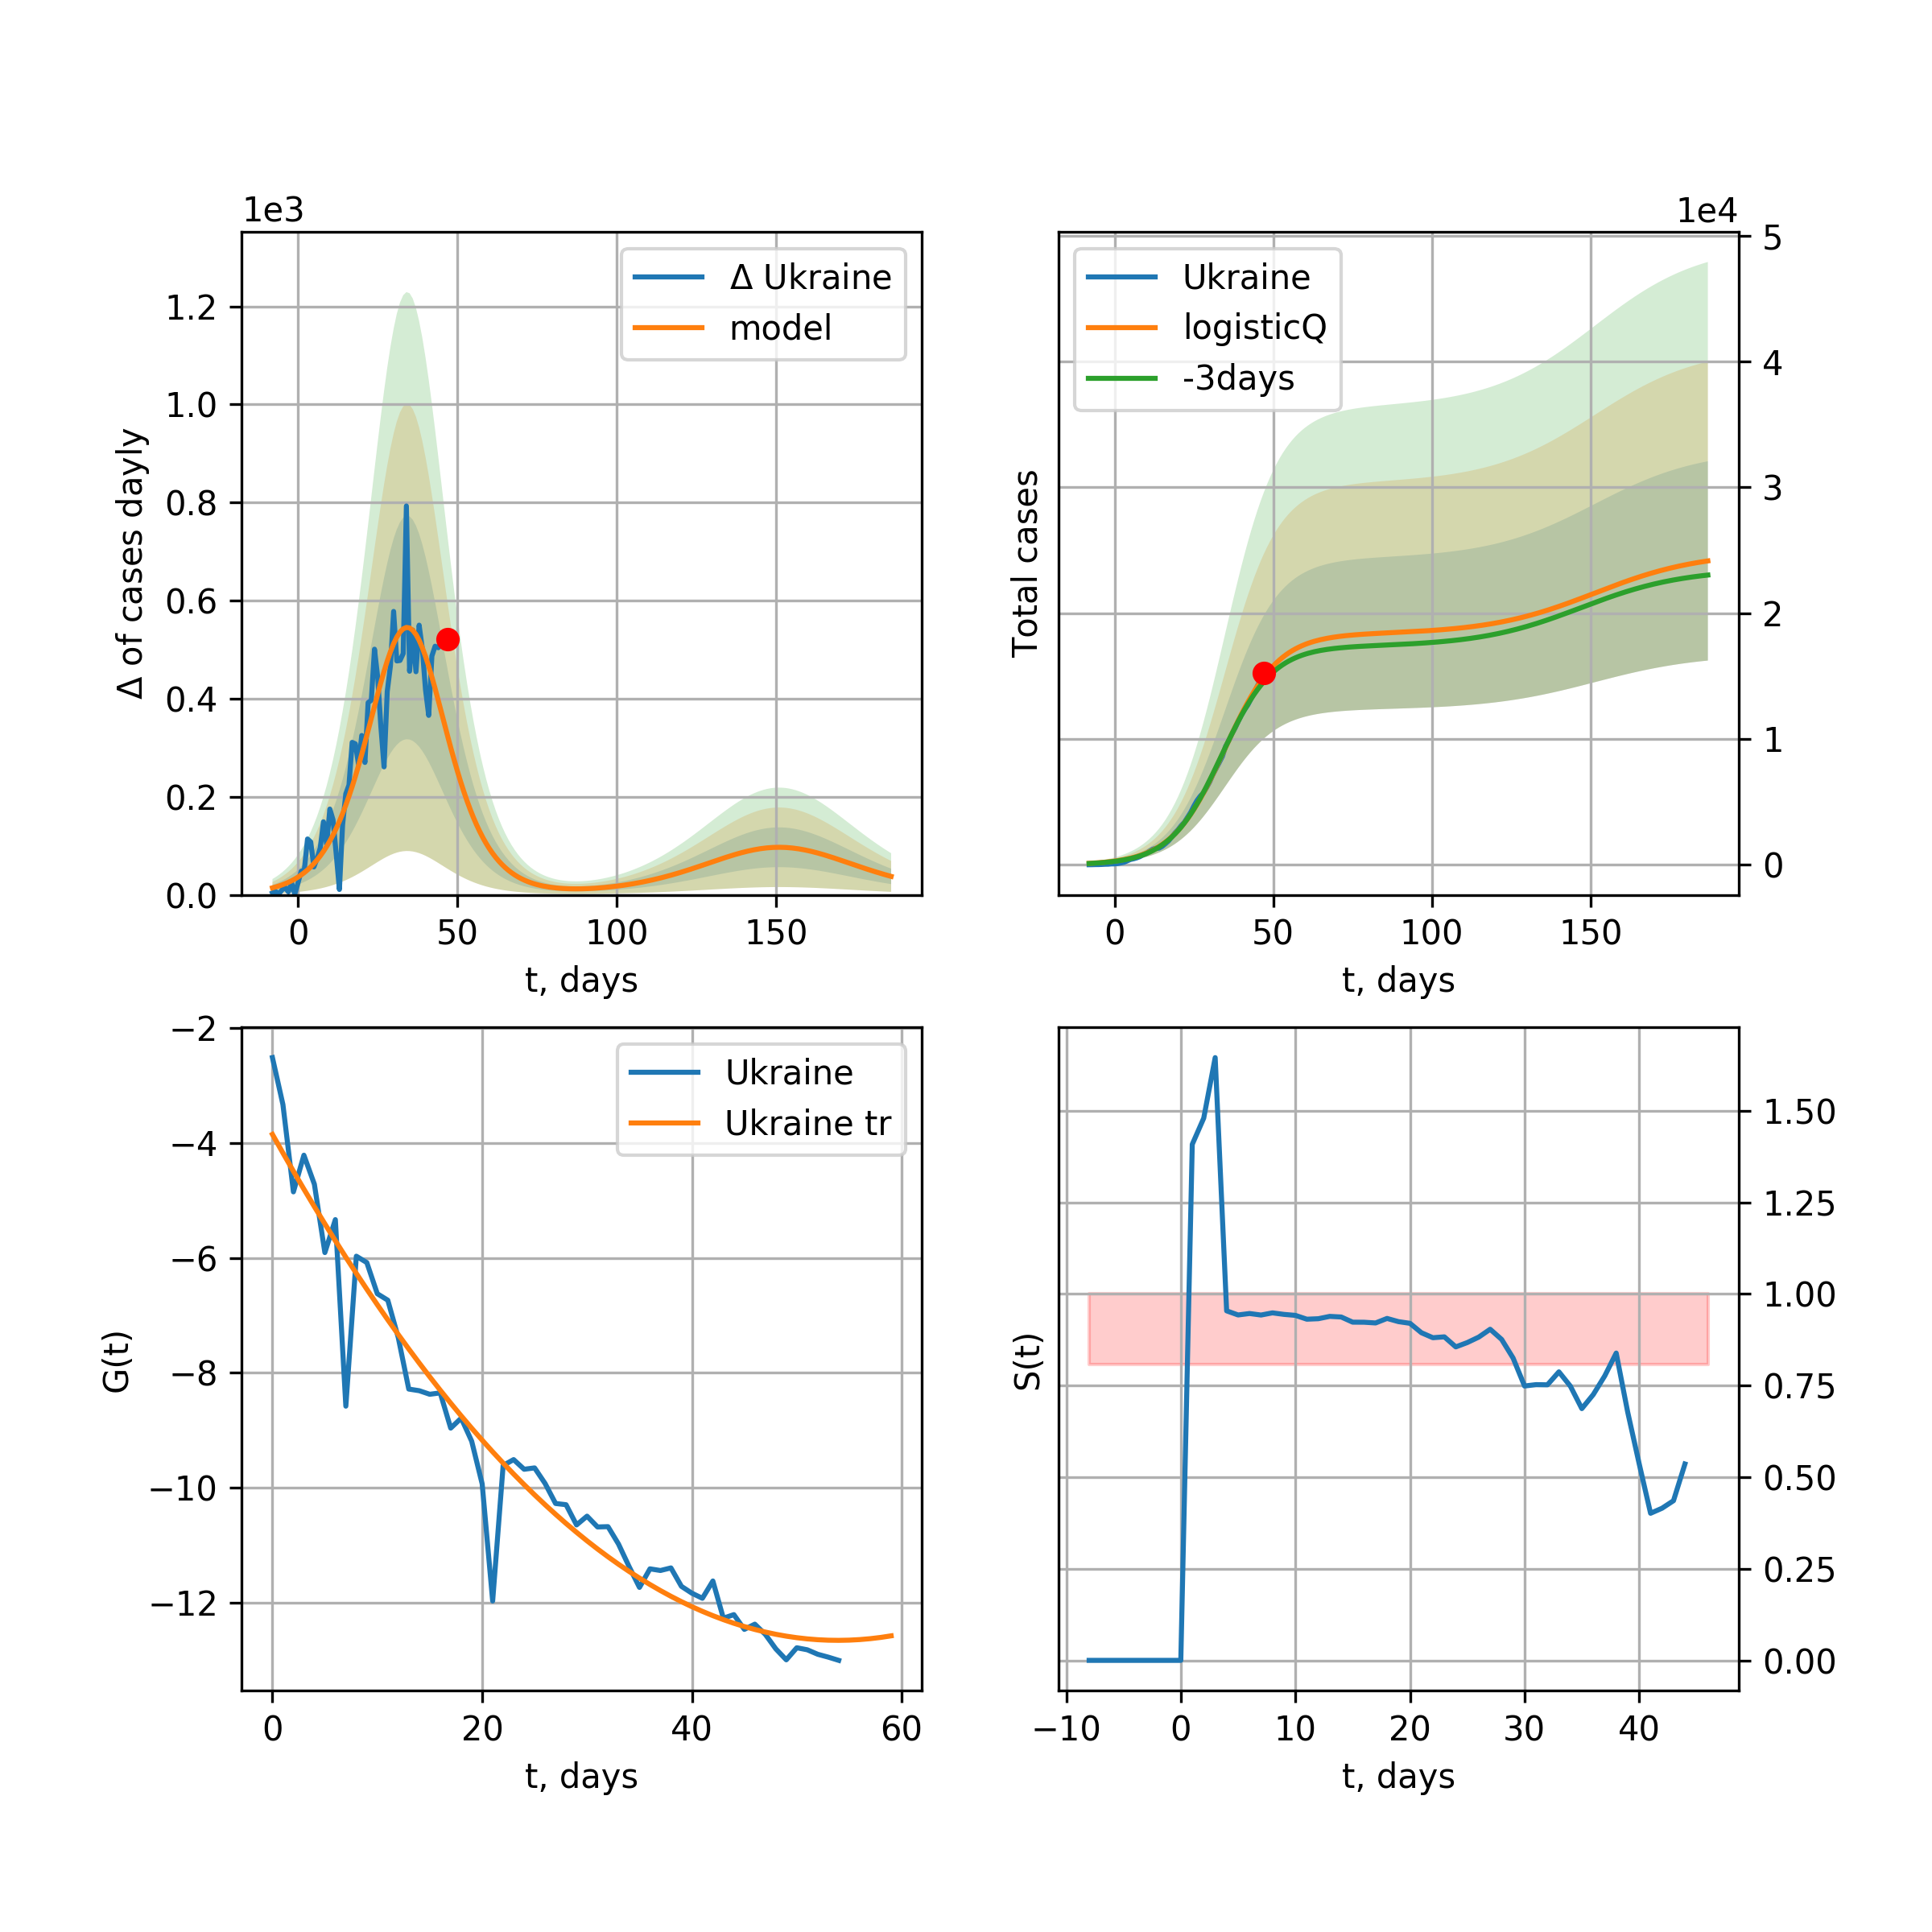 1e3
Δ of cases dayly
1.2
1.0
0.8
0.6
0.4
0.2
0.0
0 50 100 150
t, days
Δ Ukraine
model
1e4
Total cases
5
4
3
2
1
0
0 50 100 150
t, days
Ukraine
logisticQ
-3days
G(t)
−2
−4
−6
−8
−10
−12
0 20 40 60
t, days
Ukraine
Ukraine tr
S(t)
1.50
1.25
1.00
0.75
0.50
0.25
0.00
−10 0 10 20 30 40
t, days